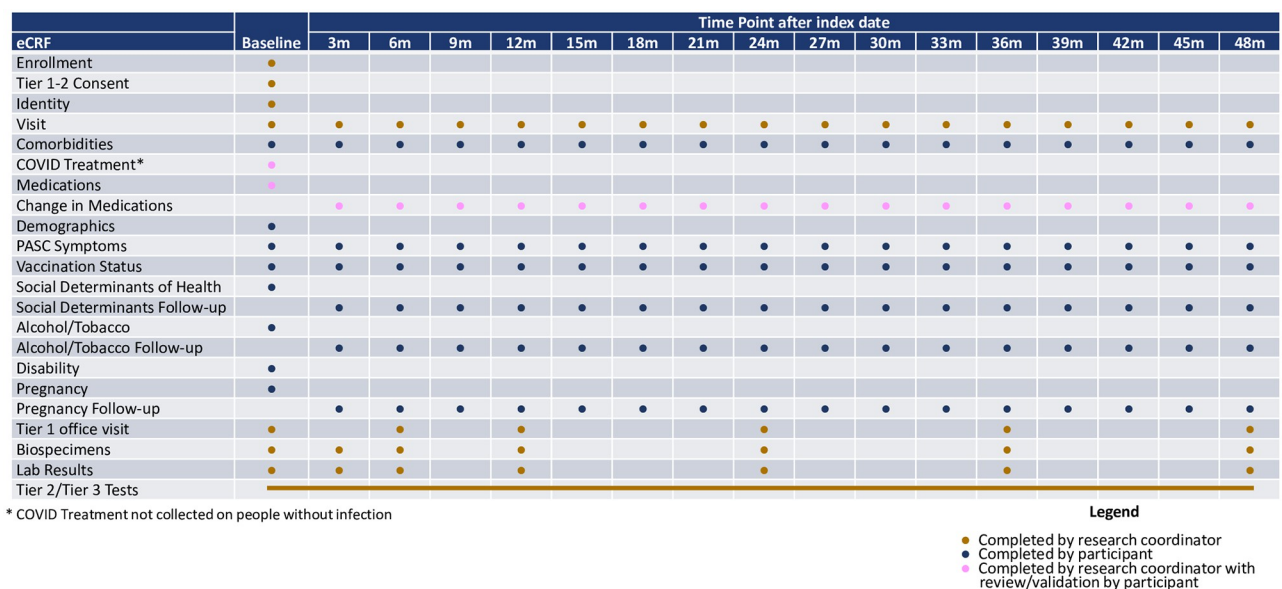 Time Point after index date
eCRF Baseline 3m 6m 9m 12m 15m 18m 21m 24m 27m 30m 33m 36m 39m 42m 45m 48m
Enrollment
Tier 1-2 Consent
Identity
Visit
Comorbidities
COVID Treatment*
Medications
Change in Medications
Demographics
PASC Symptoms
Vaccination Status
Social Determinants of Health
Social Determinants Follow-up
Alcohol/Tobacco
Alcohol/Tobacco Follow-up
Disability
Pregnancy
Pregnancy Follow-up
Tier 1 office visit
Biospecimens
Lab Results
Tier 2/Tier 3 Tests
* COVID Treatment not collected on people without infection
Legend
Completed by research coordinator
Completed by participant
Completed by research coordinator with
review/validation by participant